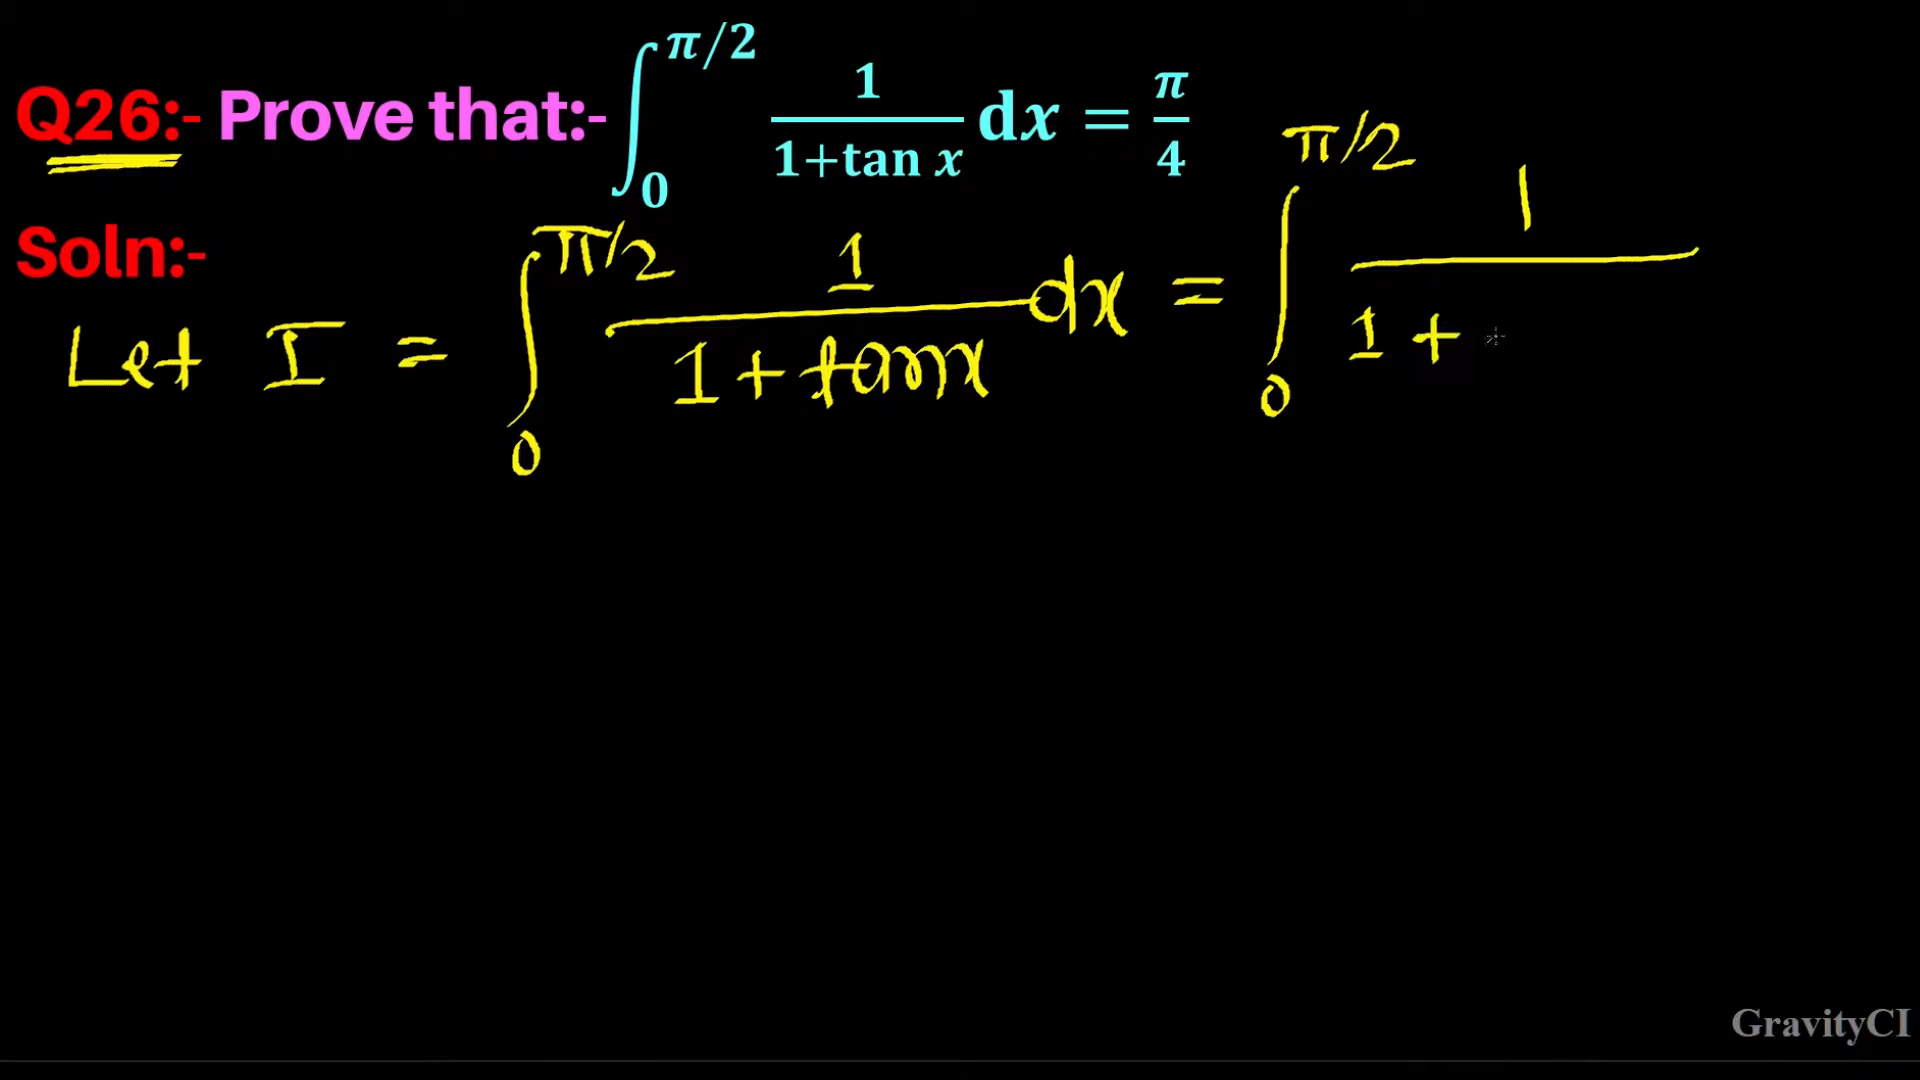 Q26:- Prove that:- ∫₀^{π/2} 1/(1+tan x) dx = π/4
Soln:-
Let I = ∫₀^{π/2} 1/(1+tanx) dx = ∫₀^{π/2} 1/(1+
GravityCI